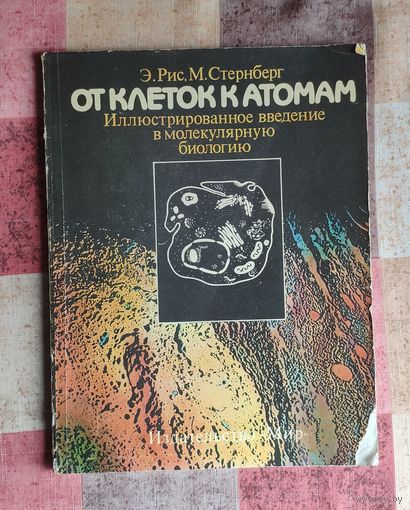 Э. Рис, М. Стернберг
ОТ КЛЕТОК К АТОМАМ
Иллюстрированное введение
в молекулярную
биологию
Издательство «Мир»